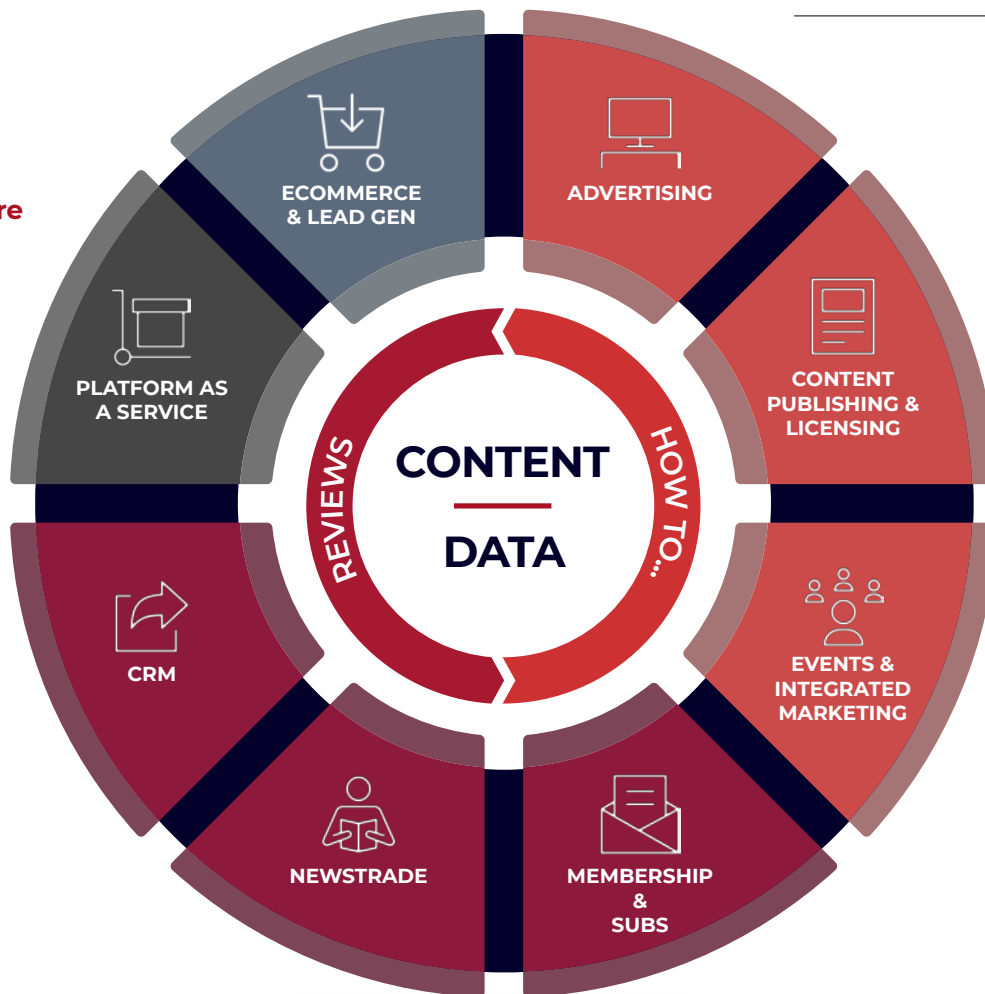 re
ECOMMERCE
& LEAD GEN
ADVERTISING
PLATFORM AS
A SERVICE
CONTENT
PUBLISHING &
LICENSING
REVIEWS
CONTENT
DATA
HOW TO...
CRM
EVENTS &
INTEGRATED
MARKETING
NEWSTRADE
MEMBERSHIP
&
SUBS